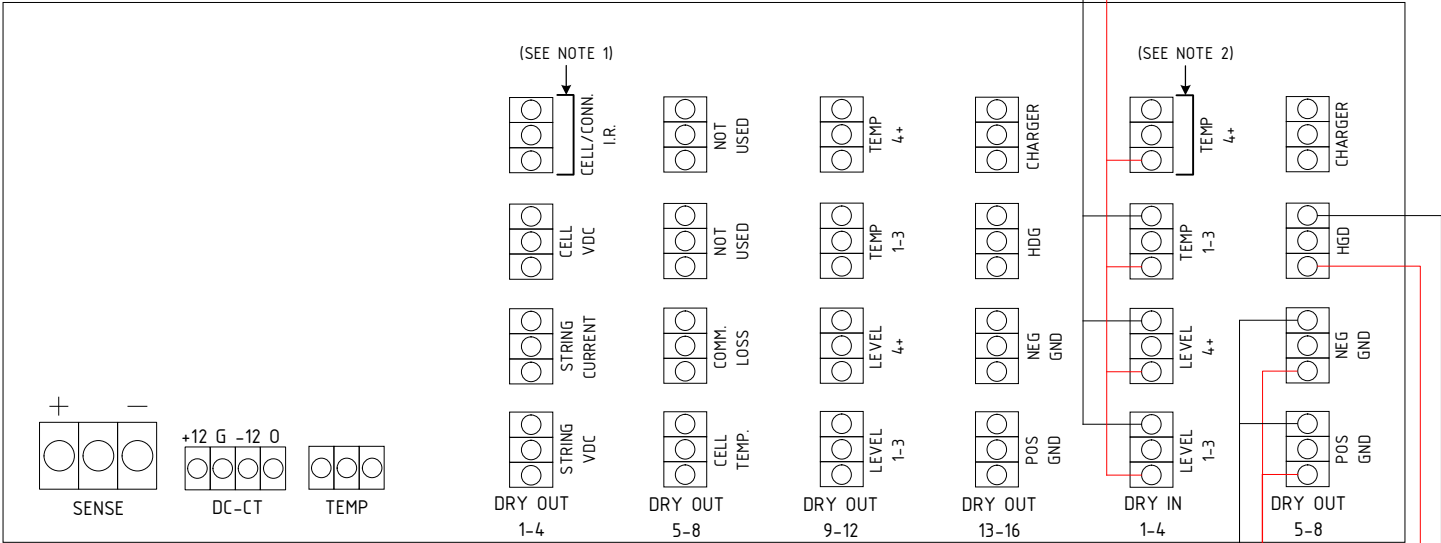 (SEE NOTE 1)
(SEE NOTE 2)
CELL/CONN.
I.R.
NOT
USED
TEMP
4+
CHARGER
TEMP
4+
CHARGER
CELL
VDC
NOT
USED
TEMP
1-3
HDG
TEMP
1-3
HGD
STRING
CURRENT
COMM.
LOSS
LEVEL
4+
NEG
GND
LEVEL
4+
NEG
GND
STRING
VDC
CELL
TEMP.
LEVEL
1-3
POS
GND
LEVEL
1-3
POS
GND
+ −
+12 G -12 O
SENSE
DC-CT
TEMP
DRY OUT
1-4
DRY OUT
5-8
DRY OUT
9-12
DRY OUT
13-16
DRY IN
1-4
DRY OUT
5-8